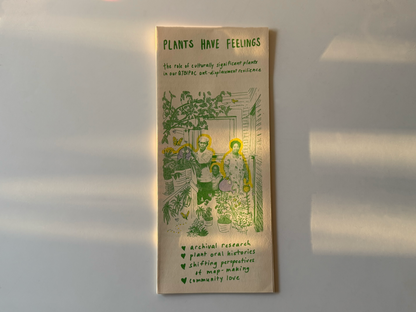 PLANTS HAVE FEELINGS
the role of culturally significant plants
in our QTBIPOC anti-displacement resilience
♥ archival research
♥ plant oral histories
♥ shifting perspectives
of map-making
♥ community love